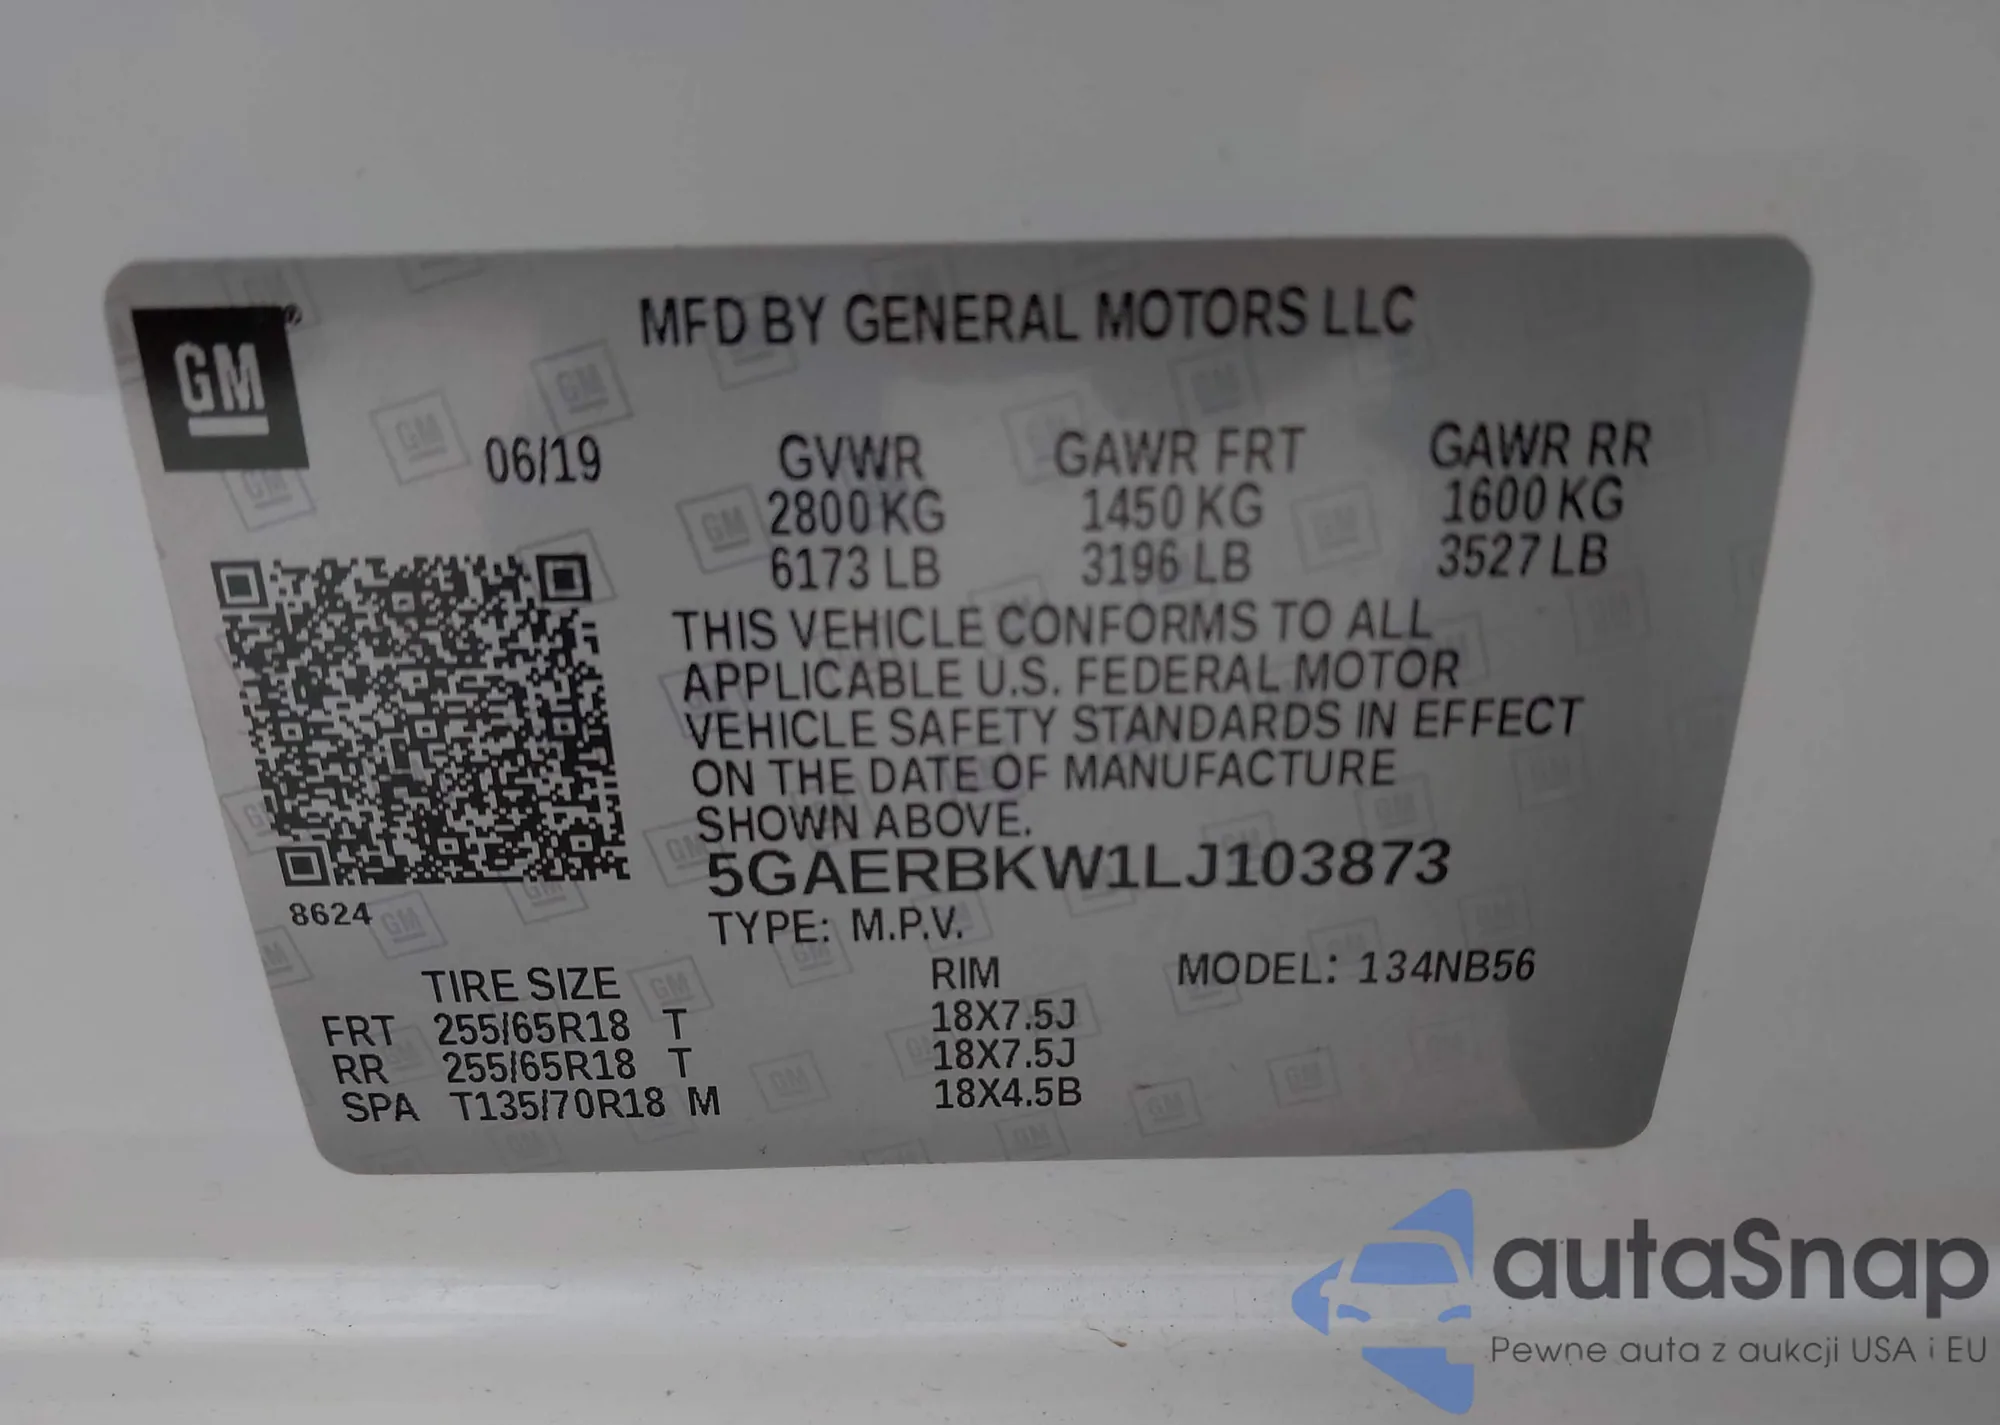 MFD BY GENERAL MOTORS LLC
GM
06/19 GVWR GAWR FRT GAWR RR
2800 KG 1450 KG 1600 KG
6173 LB 3196 LB 3527 LB
THIS VEHICLE CONFORMS TO ALL
APPLICABLE U.S. FEDERAL MOTOR
VEHICLE SAFETY STANDARDS IN EFFECT
ON THE DATE OF MANUFACTURE
SHOWN ABOVE.
5GAERBKW1LJ103873
8624
TYPE: M.P.V.
TIRE SIZE RIM MODEL: 134NB56
FRT 255/65R18 T 18X7.5J
RR 255/65R18 T 18X7.5J
SPA T135/70R18 M 18X4.5B
autaSnap
Pewne auta z aukcji USA i EU